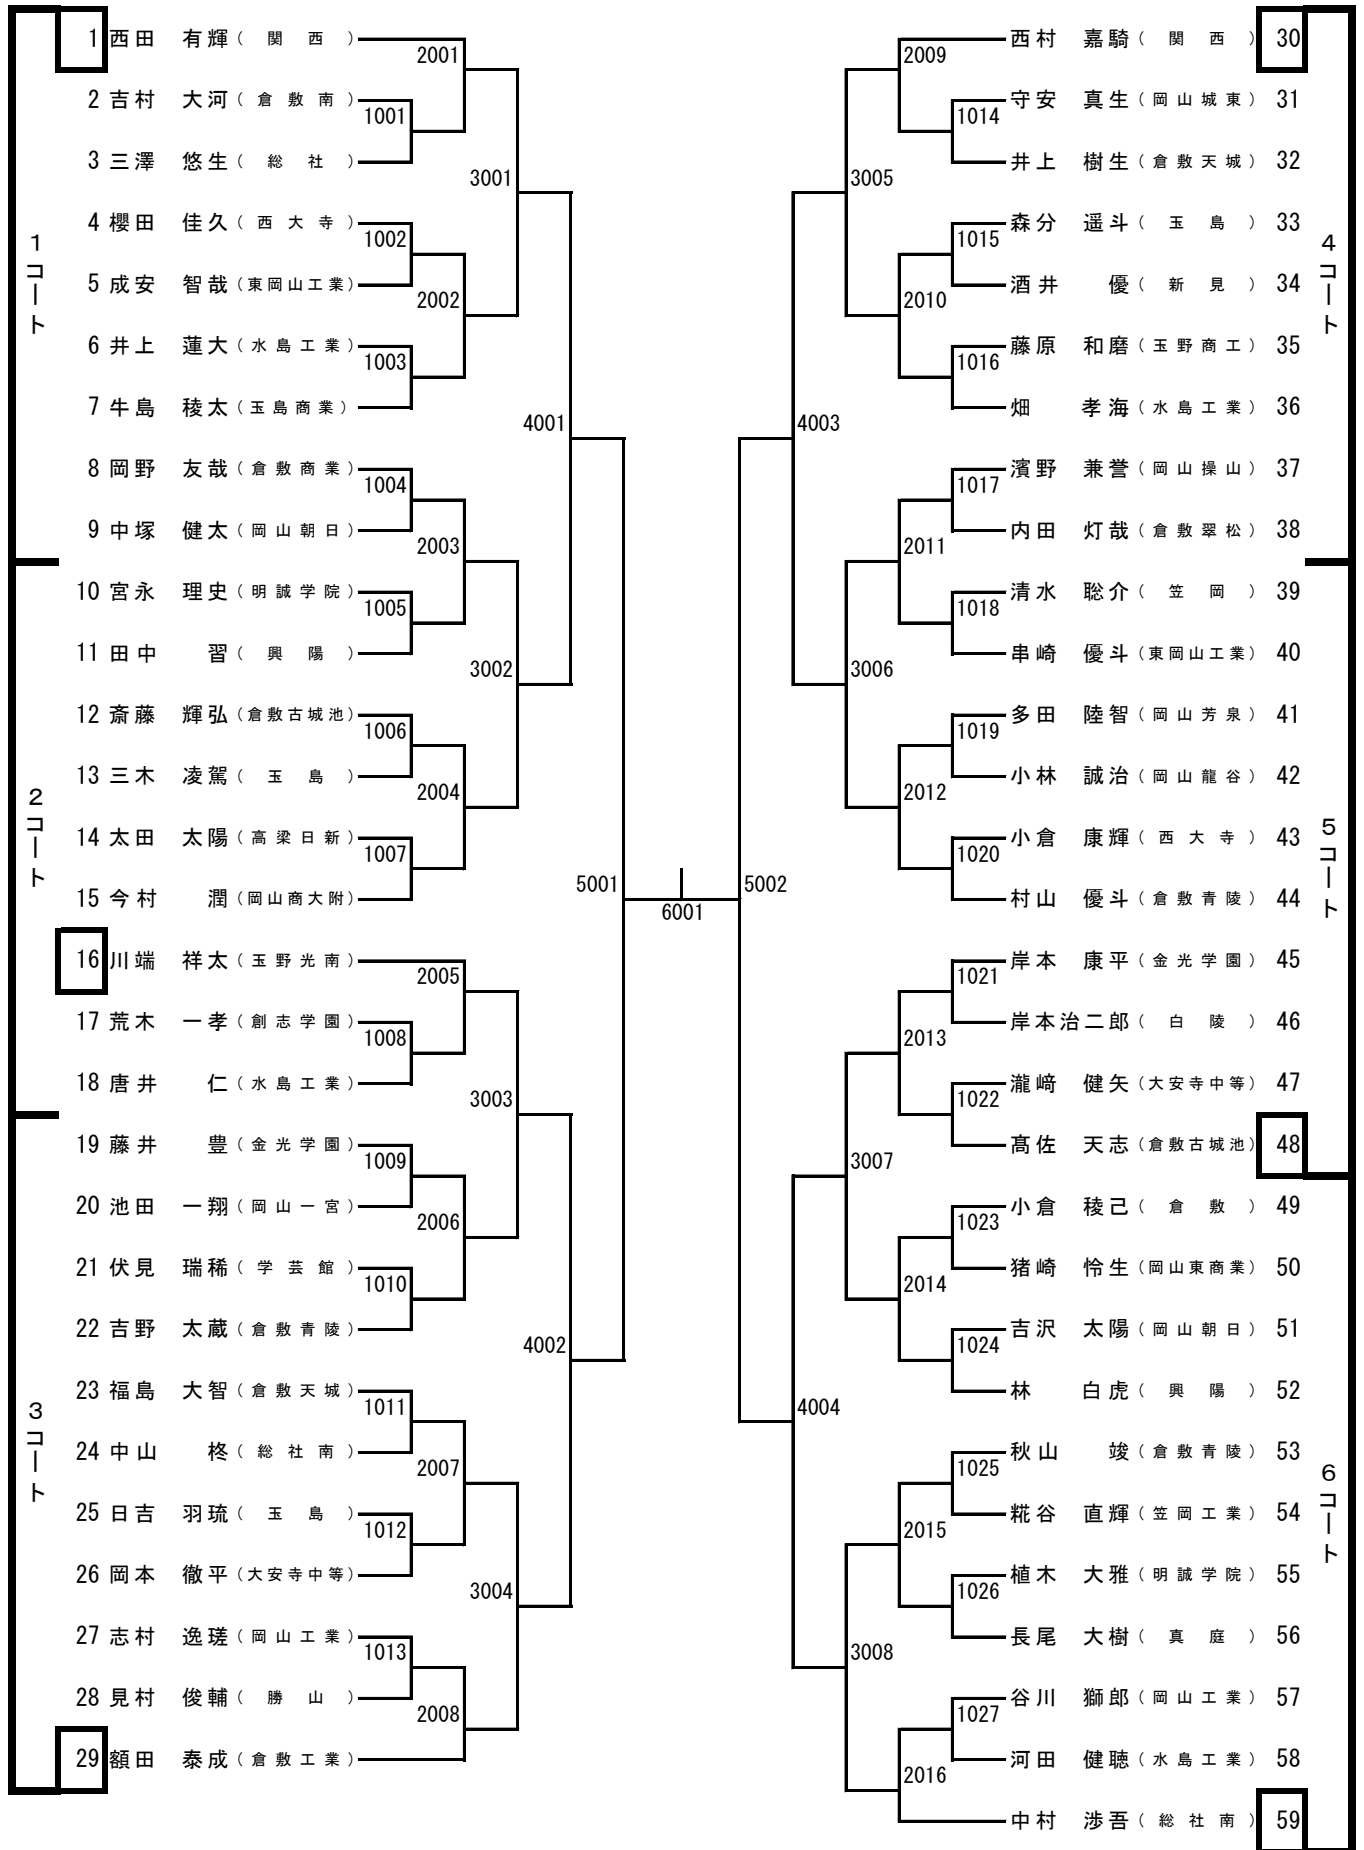 1コート
1 西田 有輝（関西）
2 吉村 大河（倉敷南）
3 三澤 悠生（総社）
4 櫻田 佳久（西大寺）
5 成安 智哉（東岡山工業）
6 井上 蓮大（水島工業）
7 牛島 稜太（玉島商業）
8 岡野 友哉（倉敷商業）
9 中塚 健太（岡山朝日）
2コート
10 宮永 理史（明誠学院）
11 田中 習（興陽）
12 斎藤 輝弘（倉敷古城池）
13 三木 凌駕（玉島）
14 太田 太陽（高梁日新）
15 今村 潤（岡山商大附）
16 川端 祥太（玉野光南）
17 荒木 一孝（創志学園）
18 唐井 仁（水島工業）
3コート
19 藤井 豊（金光学園）
20 池田 一翔（岡山一宮）
21 伏見 瑞稀（学芸館）
22 吉野 太蔵（倉敷青陵）
23 福島 大智（倉敷天城）
24 中山 柊（総社南）
25 日吉 羽琉（玉島）
26 岡本 徹平（大安寺中等）
27 志村 逸瑳（岡山工業）
28 見村 俊輔（勝山）
29 額田 泰成（倉敷工業）
1001
1002
1003
1004
1005
1006
1007
1008
1009
1010
1011
1012
1013
2001
2002
2003
2004
2005
2006
2007
2008
3001
3002
3003
3004
4001
4002
5001
6001
5002
4003
4004
3005
3006
3007
3008
2009
2010
2011
2012
2013
2014
2015
2016
1014
1015
1016
1017
1018
1019
1020
1021
1022
1023
1024
1025
1026
1027
西村 嘉騎（関西）30
守安 真生（岡山城東）31
井上 樹生（倉敷天城）32
森分 遥斗（玉島）33
酒井 優（新見）34
藤原 和磨（玉野商工）35
畑 孝海（水島工業）36
濱野 兼誉（岡山操山）37
内田 灯哉（倉敷翠松）38
4コート
清水 聡介（笠岡）39
串崎 優斗（東岡山工業）40
多田 陸智（岡山芳泉）41
小林 誠治（岡山龍谷）42
小倉 康輝（西大寺）43
村山 優斗（倉敷青陵）44
岸本 康平（金光学園）45
岸本治二郎（白陵）46
瀧﨑 健矢（大安寺中等）47
髙佐 天志（倉敷古城池）48
5コート
小倉 稜己（倉敷）49
猪崎 怜生（岡山東商業）50
吉沢 太陽（岡山朝日）51
林 白虎（興陽）52
秋山 竣（倉敷青陵）53
糀谷 直輝（笠岡工業）54
植木 大雅（明誠学院）55
長尾 大樹（真庭）56
谷川 獅郎（岡山工業）57
河田 健聴（水島工業）58
中村 渉吾（総社南）59
6コート